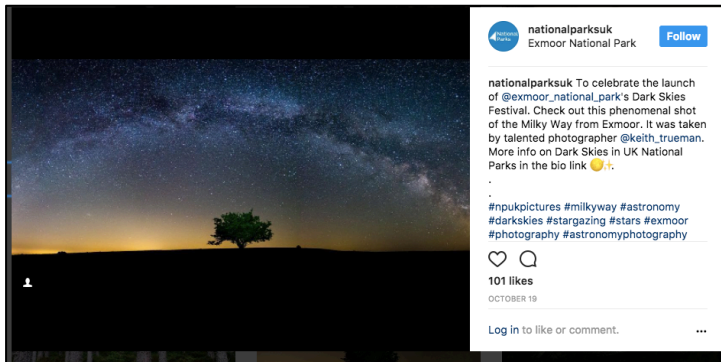 National
Parks
nationalparksuk
Exmoor National Park
Follow
nationalparksuk To celebrate the launch
of @exmoor_national_park's Dark Skies
Festival. Check out this phenomenal shot
of the Milky Way from Exmoor. It was taken
by talented photographer @keith_trueman.
More info on Dark Skies in UK National
Parks in the bio link 🌕✨.
.
.
#npukpictures #milkyway #astronomy
#darkskies #stargazing #stars #exmoor
#photography #astronomyphotography
101 likes
OCTOBER 19
Log in to like or comment.